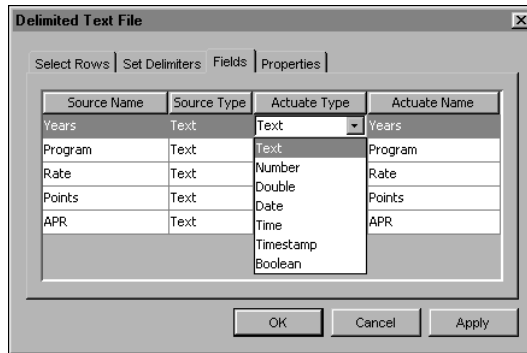 Delimited Text File
Select Rows Set Delimiters Fields Properties
Source Name Source Type Actuate Type Actuate Name
Years Text Text Years
Program Text Text Program
Rate Text Number Rate
Points Text Double Points
APR Text Date APR
Time
Timestamp
Boolean
OK Cancel Apply